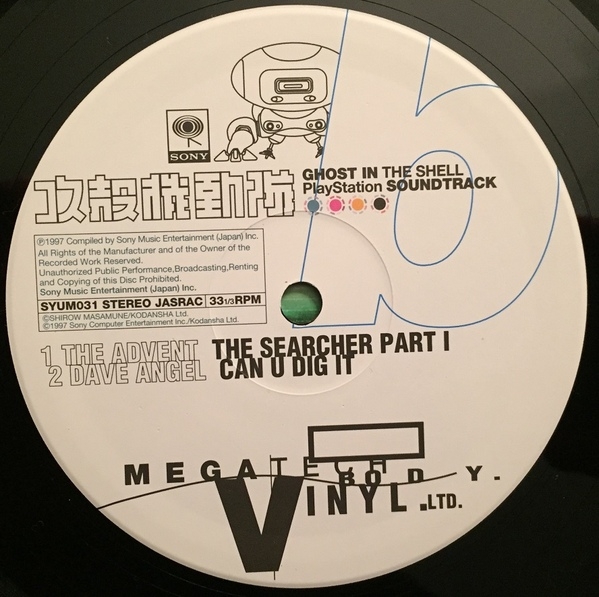 b
SONY
攻殻機動隊
GHOST IN THE SHELL
PlayStation SOUNDTRACK
Ⓟ1997 Compiled by Sony Music Entertainment (Japan) Inc.
All Rights of the Manufacturer and of the Owner of the
Recorded Work Reserved.
Unauthorized Public Performance,Broadcasting,Renting
and Copying of this Disc Prohibited.
Sony Music Entertainment (Japan) Inc.
SYUM031 STEREO JASRAC 33 1/3 RPM
©SHIROW MASAMUNE/KODANSHA Ltd.
©1997 Sony Computer Entertainment Inc./Kodansha Ltd.
1 THE ADVENT THE SEARCHER PART I
2 DAVE ANGEL CAN U DIG IT
MEGATECH BODY.
VINYL.LTD.